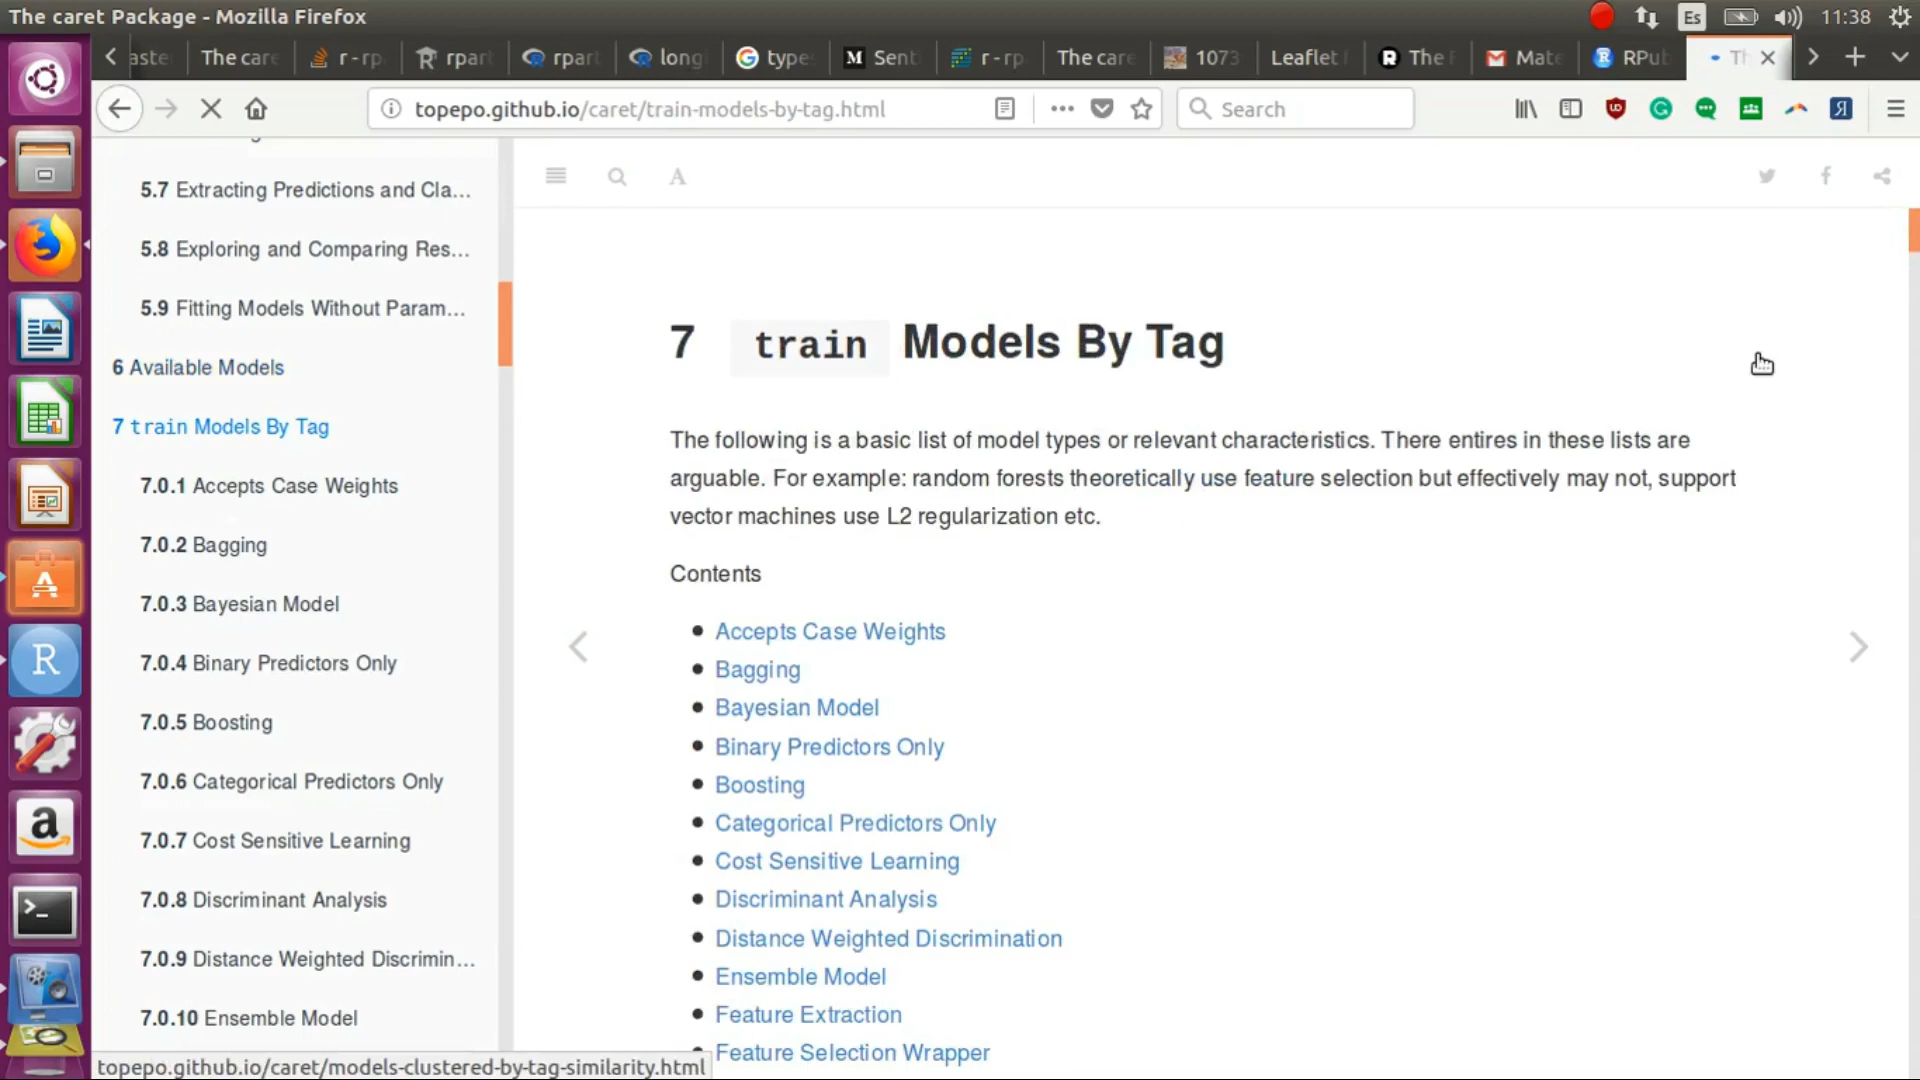 The caret Package - Mozilla Firefox
Es
11:38
aste
The care
r - rp
rpart
rpart
long
type
M
Sent
r - rp
The care
1073
Leaflet
R
The F
Mate
RPub
Th
topepo.github.io/caret/train-models-by-tag.html
Search
5.7 Extracting Predictions and Cla...
5.8 Exploring and Comparing Res...
5.9 Fitting Models Without Param...
6 Available Models
7 train Models By Tag
7.0.1 Accepts Case Weights
7.0.2 Bagging
7.0.3 Bayesian Model
7.0.4 Binary Predictors Only
7.0.5 Boosting
7.0.6 Categorical Predictors Only
7.0.7 Cost Sensitive Learning
7.0.8 Discriminant Analysis
7.0.9 Distance Weighted Discrimin...
7.0.10 Ensemble Model
A
7 train Models By Tag
The following is a basic list of model types or relevant characteristics. There entires in these lists are
arguable. For example: random forests theoretically use feature selection but effectively may not, support
vector machines use L2 regularization etc.
Contents
Accepts Case Weights
Bagging
Bayesian Model
Binary Predictors Only
Boosting
Categorical Predictors Only
Cost Sensitive Learning
Discriminant Analysis
Distance Weighted Discrimination
Ensemble Model
Feature Extraction
Feature Selection Wrapper
topepo.github.io/caret/models-clustered-by-tag-similarity.html